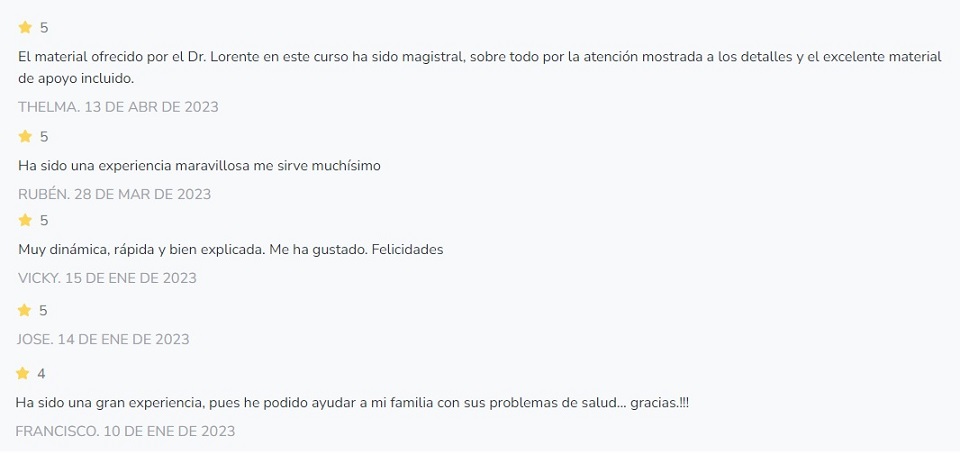 5
El material ofrecido por el Dr. Lorente en este curso ha sido magistral, sobre todo por la atención mostrada a los detalles y el excelente material
de apoyo incluido.
THELMA. 13 DE ABR DE 2023
5
Ha sido una experiencia maravillosa me sirve muchísimo
RUBÉN. 28 DE MAR DE 2023
5
Muy dinámica, rápida y bien explicada. Me ha gustado. Felicidades
VICKY. 15 DE ENE DE 2023
5
JOSE. 14 DE ENE DE 2023
4
Ha sido una gran experiencia, pues he podido ayudar a mi familia con sus problemas de salud... gracias.!!!
FRANCISCO. 10 DE ENE DE 2023